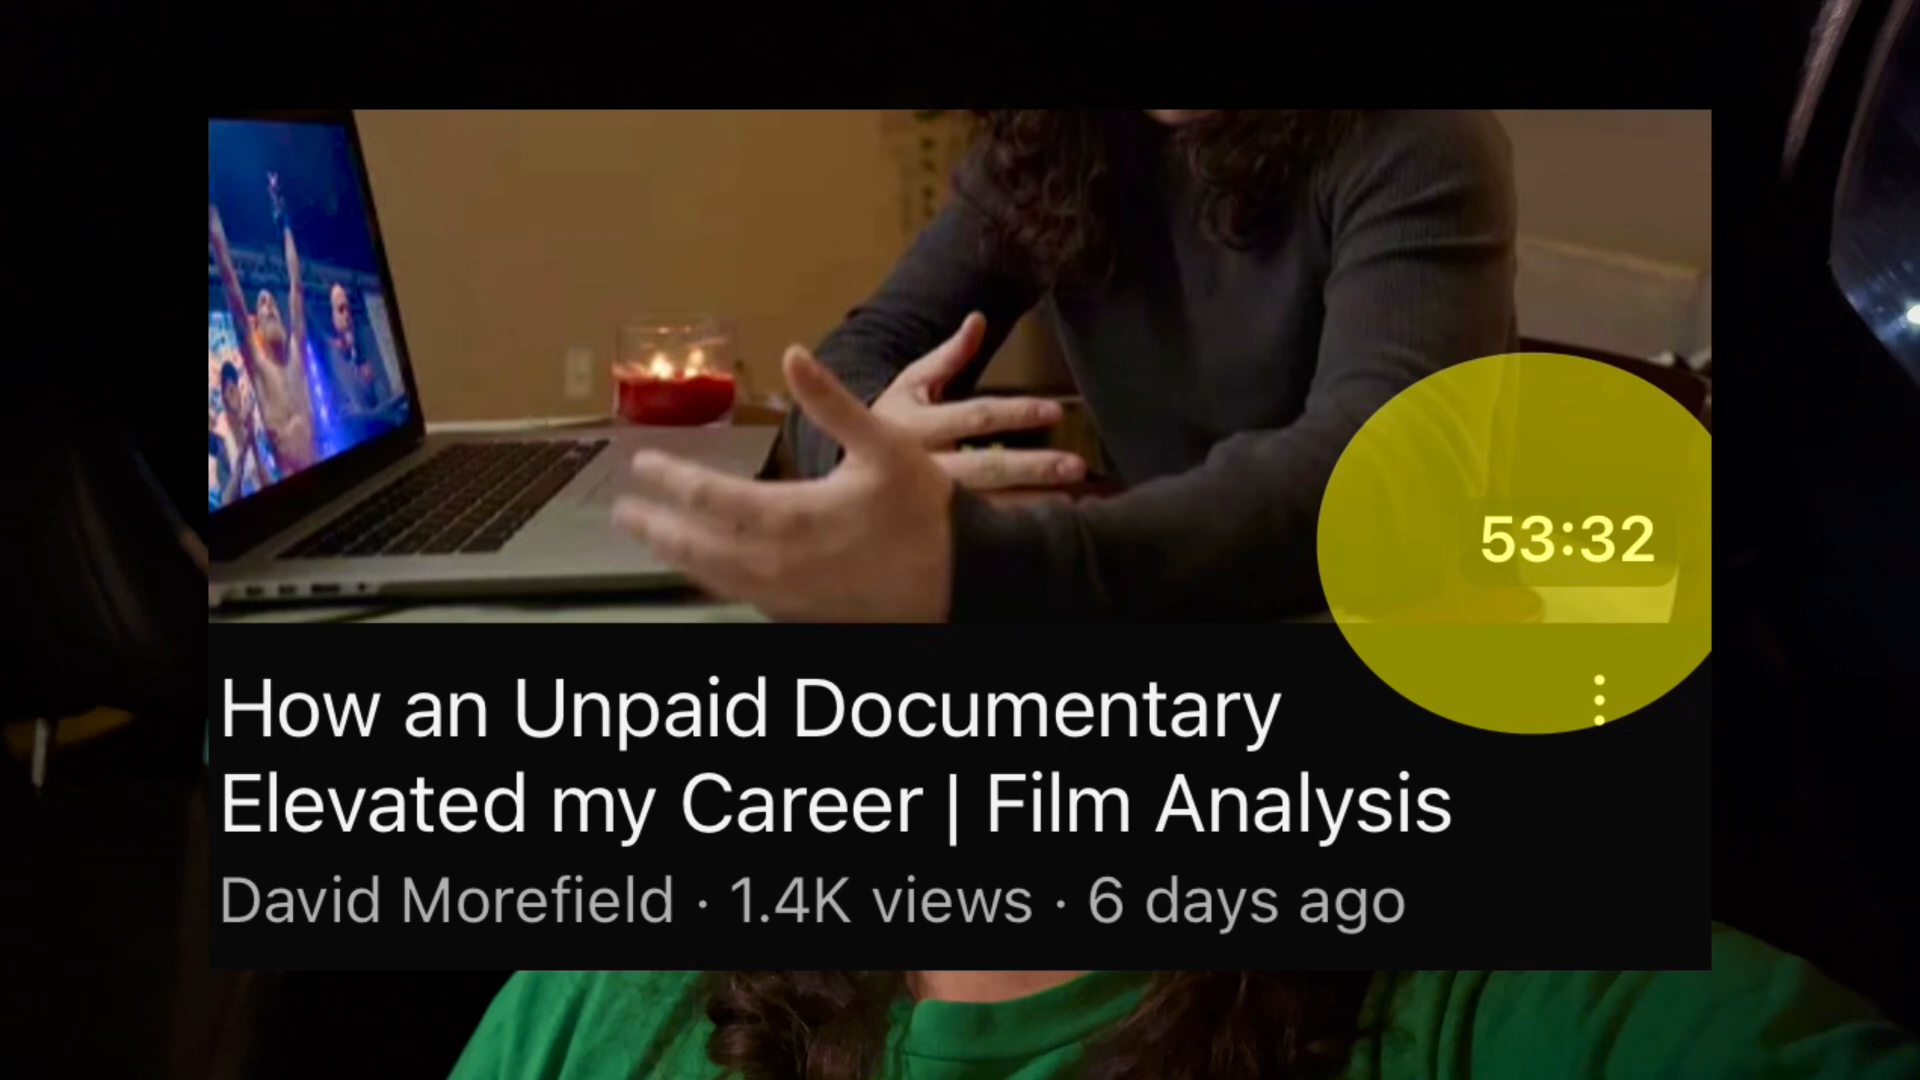 53:32
How an Unpaid Documentary
Elevated my Career | Film Analysis
David Morefield · 1.4K views · 6 days ago